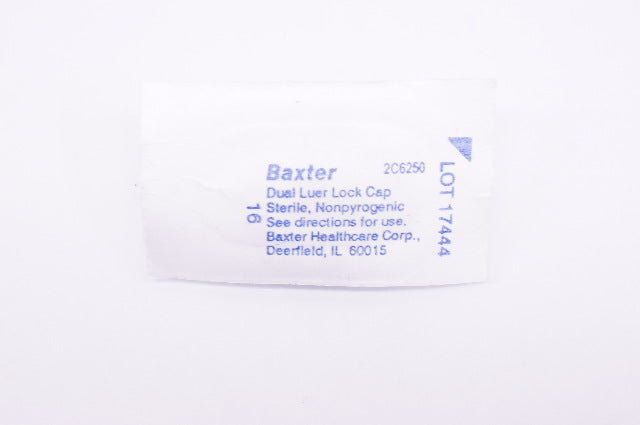 Baxter 2C6250
Dual Luer Lock Cap
Sterile, Nonpyrogenic
See directions for use.
Baxter Healthcare Corp.,
Deerfield, IL 60015
16
LOT 17444